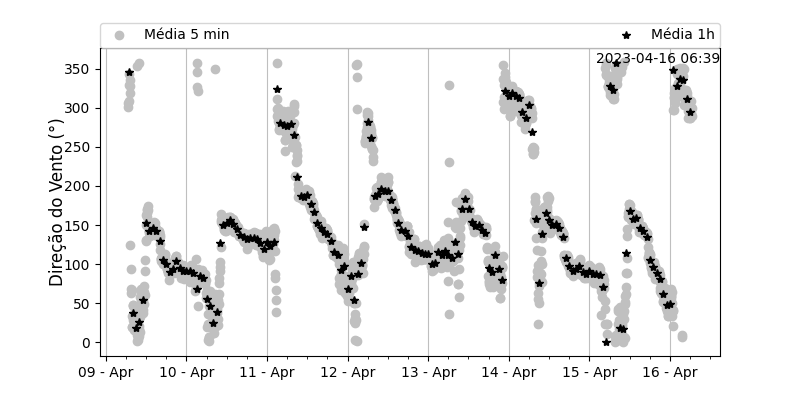 Média 5 min
Média 1h
2023-04-16 06:39
Direção do Vento (°)
350
300
250
200
150
100
50
0
09 - Apr
10 - Apr
11 - Apr
12 - Apr
13 - Apr
14 - Apr
15 - Apr
16 - Apr